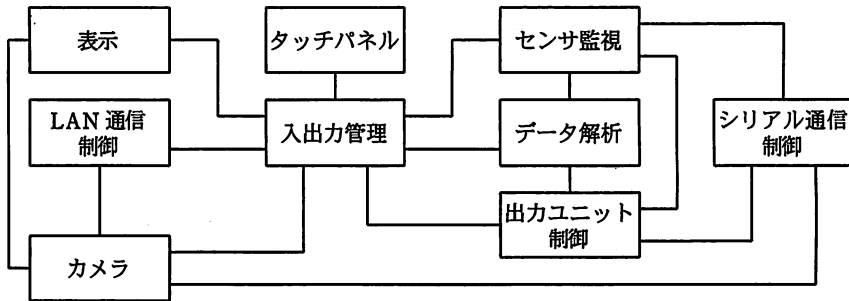 表示
タッチパネル
センサ監視
LAN 通信
制御
入出力管理
データ解析
シリアル通信
制御
出力ユニット
制御
カメラ